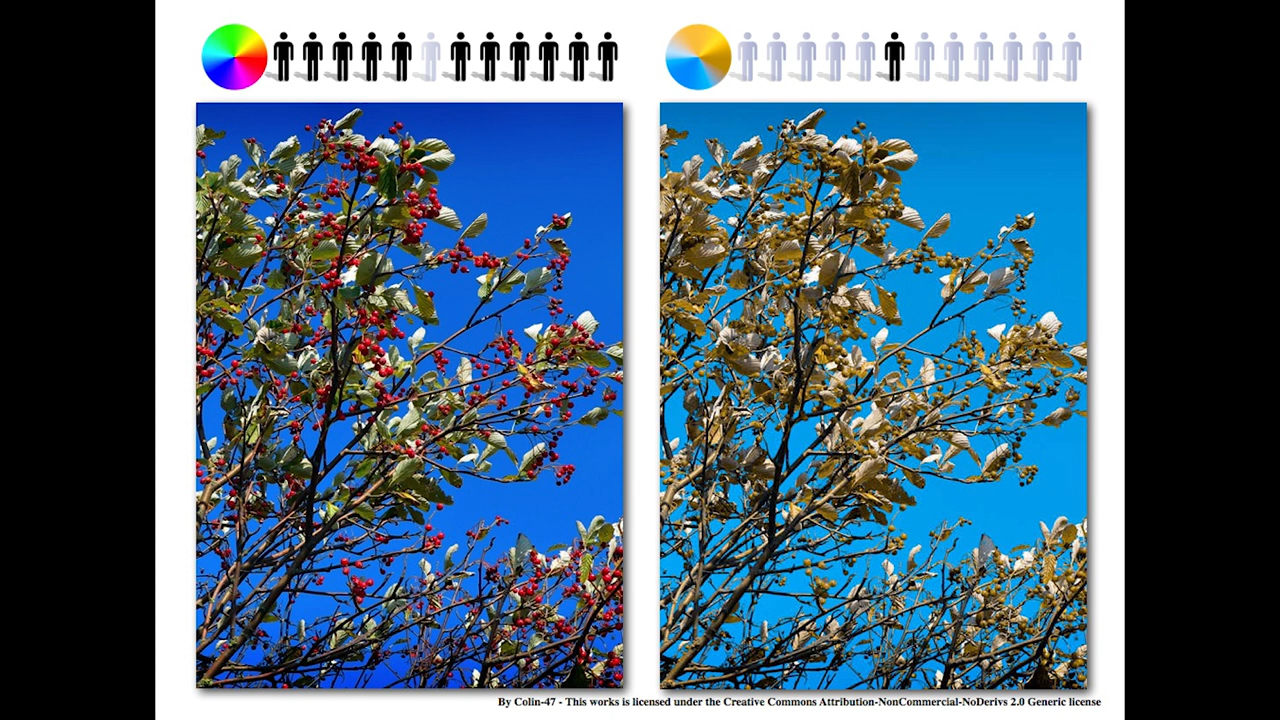 By Colin-47 - This works is licensed under the Creative Commons Attribution-NonCommercial-NoDerivs 2.0 Generic license